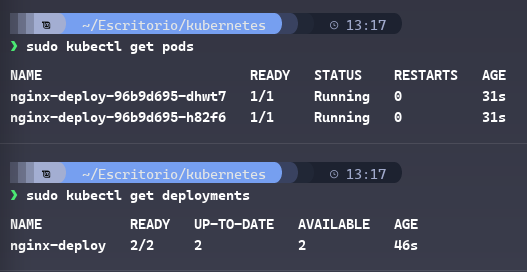 ~/Escritorio/kubernetes 13:17
❯ sudo kubectl get pods
NAME READY STATUS RESTARTS AGE
nginx-deploy-96b9d695-dhwt7 1/1 Running 0 31s
nginx-deploy-96b9d695-h82f6 1/1 Running 0 31s
~/Escritorio/kubernetes 13:17
❯ sudo kubectl get deployments
NAME READY UP-TO-DATE AVAILABLE AGE
nginx-deploy 2/2 2 2 46s